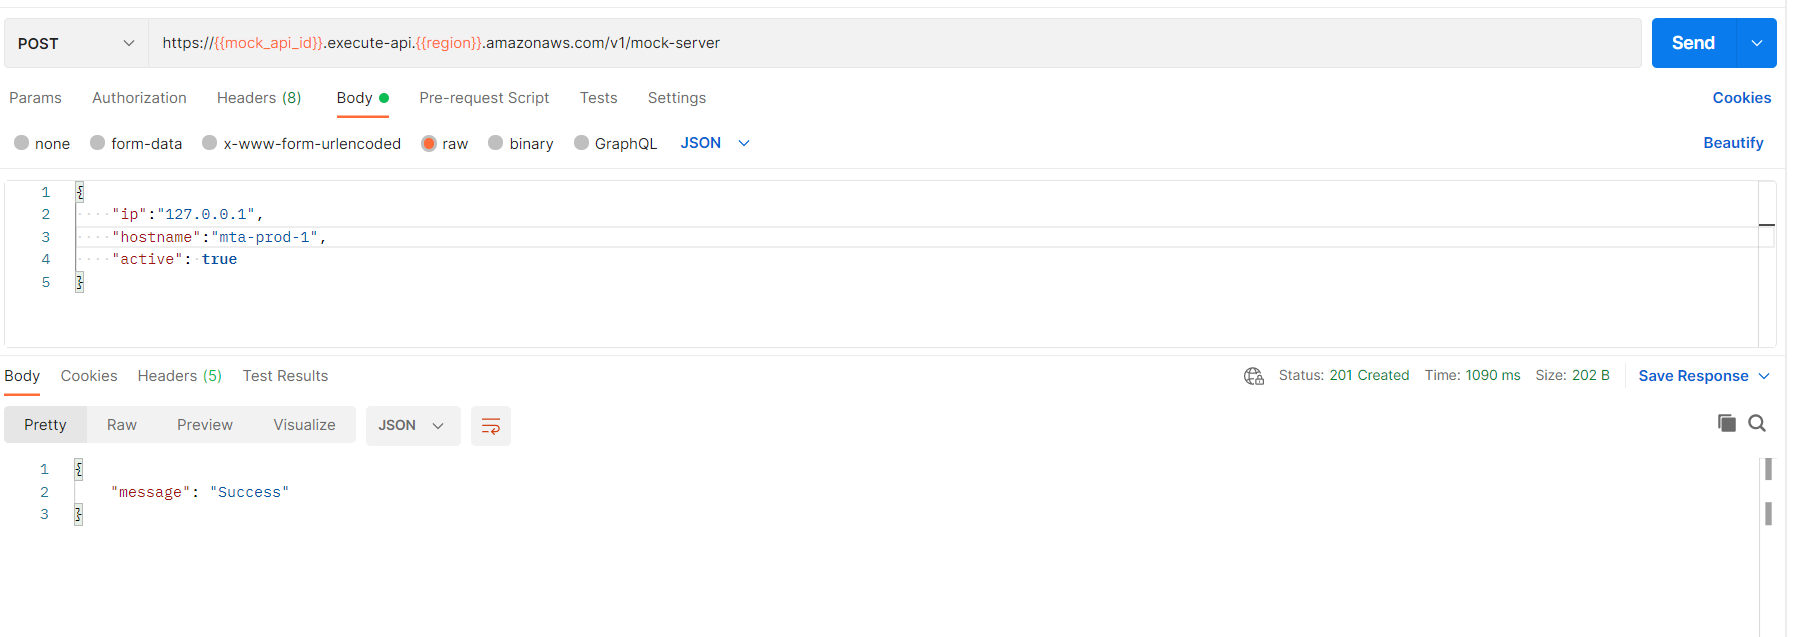 POST https://{{mock_api_id}}.execute-api.{{region}}.amazonaws.com/v1/mock-server Send
Params Authorization Headers (8) Body Pre-request Script Tests Settings Cookies
none form-data x-www-form-urlencoded raw binary GraphQL JSON Beautify
1 {
2 ····"ip":"127.0.0.1",
3 ····"hostname":"mta-prod-1",
4 ····"active":·true
5 }
Body Cookies Headers (5) Test Results Status: 201 Created Time: 1090 ms Size: 202 B Save Response
Pretty Raw Preview Visualize JSON
1 {
2 "message": "Success"
3 }